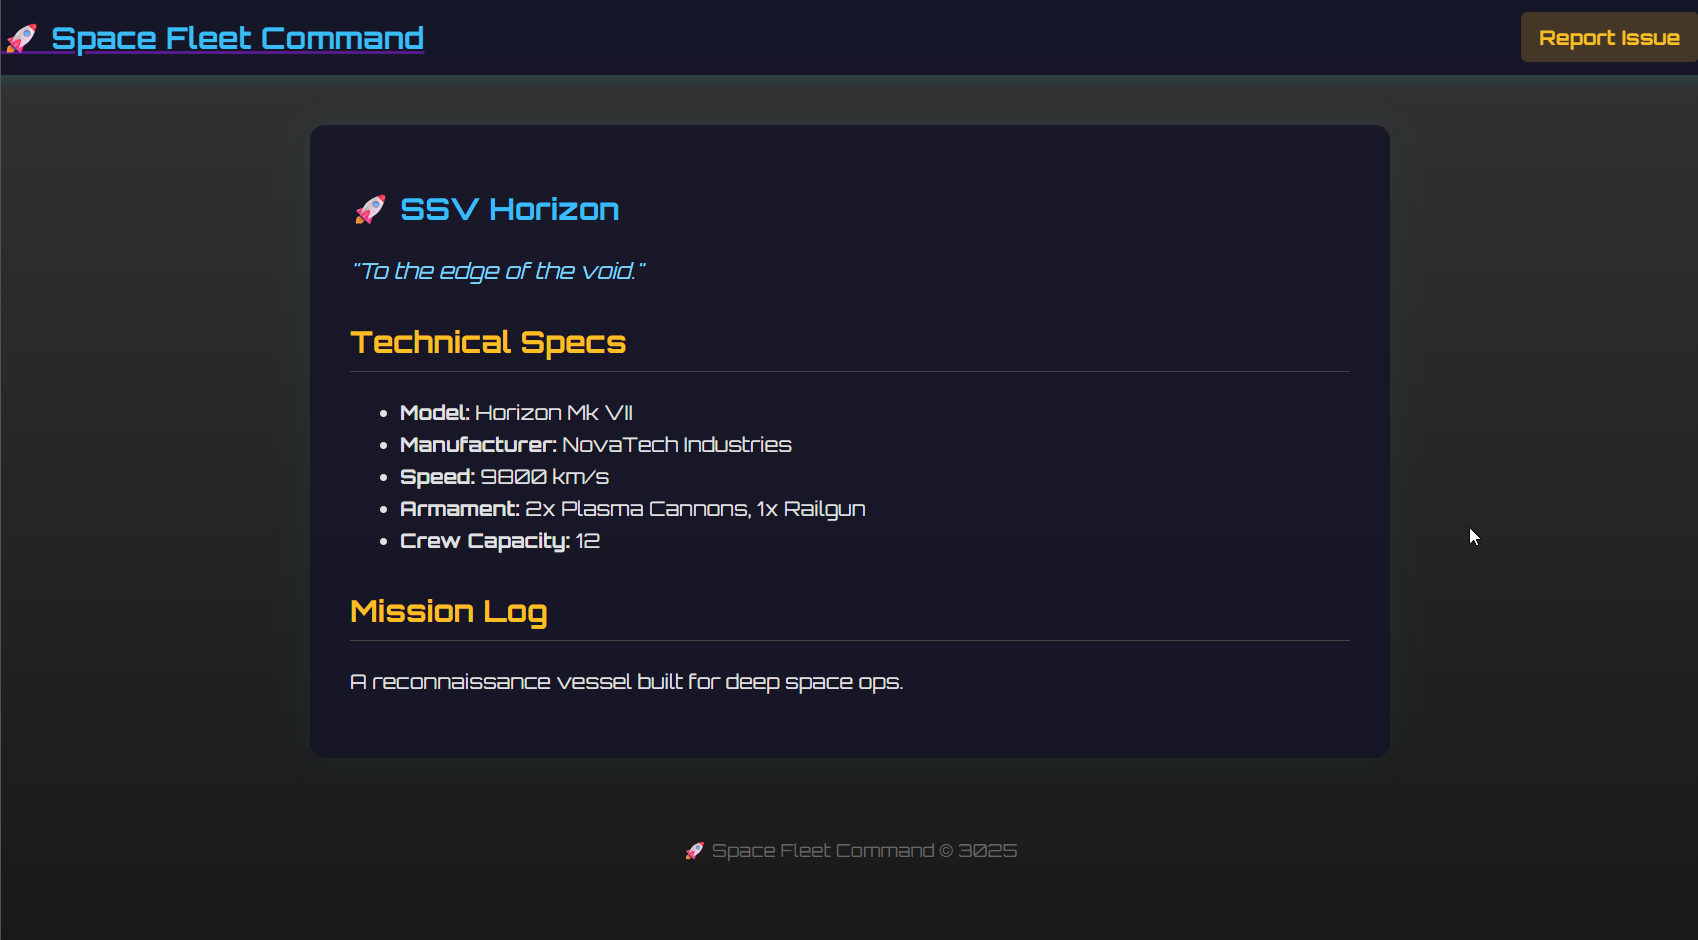 🚀 Space Fleet Command
Report Issue
🚀 SSV Horizon
"To the edge of the void."
Technical Specs
• Model: Horizon Mk VII
• Manufacturer: NovaTech Industries
• Speed: 9800 km/s
• Armament: 2x Plasma Cannons, 1x Railgun
• Crew Capacity: 12
Mission Log
A reconnaissance vessel built for deep space ops.
🚀 Space Fleet Command © 3025